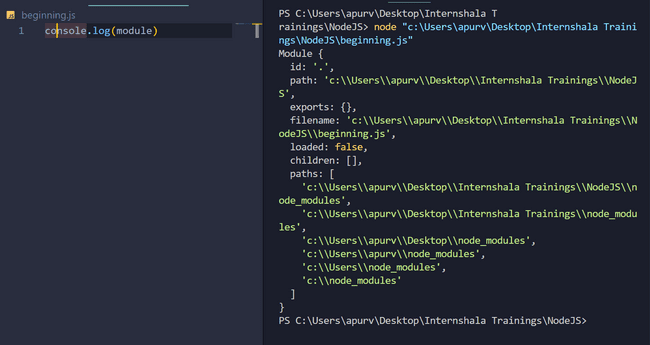 beginning.js
1 console.log(module)
PS C:\Users\apurv\Desktop\Internshala T
rainings\NodeJS> node "c:\Users\apurv\Desktop\Internshala Traini
ngs\NodeJS\beginning.js"
Module {
  id: '.',
  path: 'c:\\Users\\apurv\\Desktop\\Internshala Trainings\\NodeJ
S',
  exports: {},
  filename: 'c:\\Users\\apurv\\Desktop\\Internshala Trainings\\N
odeJS\\beginning.js',
  loaded: false,
  children: [],
  paths: [
    'c:\\Users\\apurv\\Desktop\\Internshala Trainings\\NodeJS\\n
ode_modules',
    'c:\\Users\\apurv\\Desktop\\Internshala Trainings\\node_modu
les',
    'c:\\Users\\apurv\\Desktop\\node_modules',
    'c:\\Users\\apurv\\node_modules',
    'c:\\Users\\node_modules',
    'c:\\node_modules'
  ]
}
PS C:\Users\apurv\Desktop\Internshala Trainings\NodeJS>